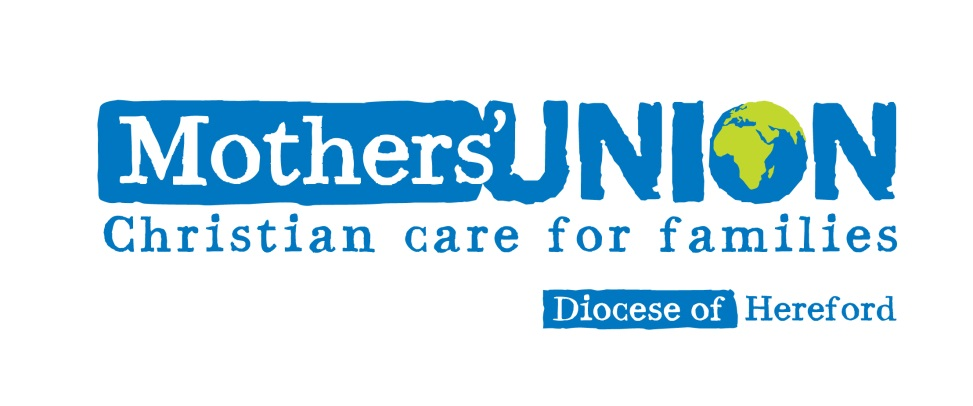 Mothers' UNION
Christian care for families
Diocese of Hereford